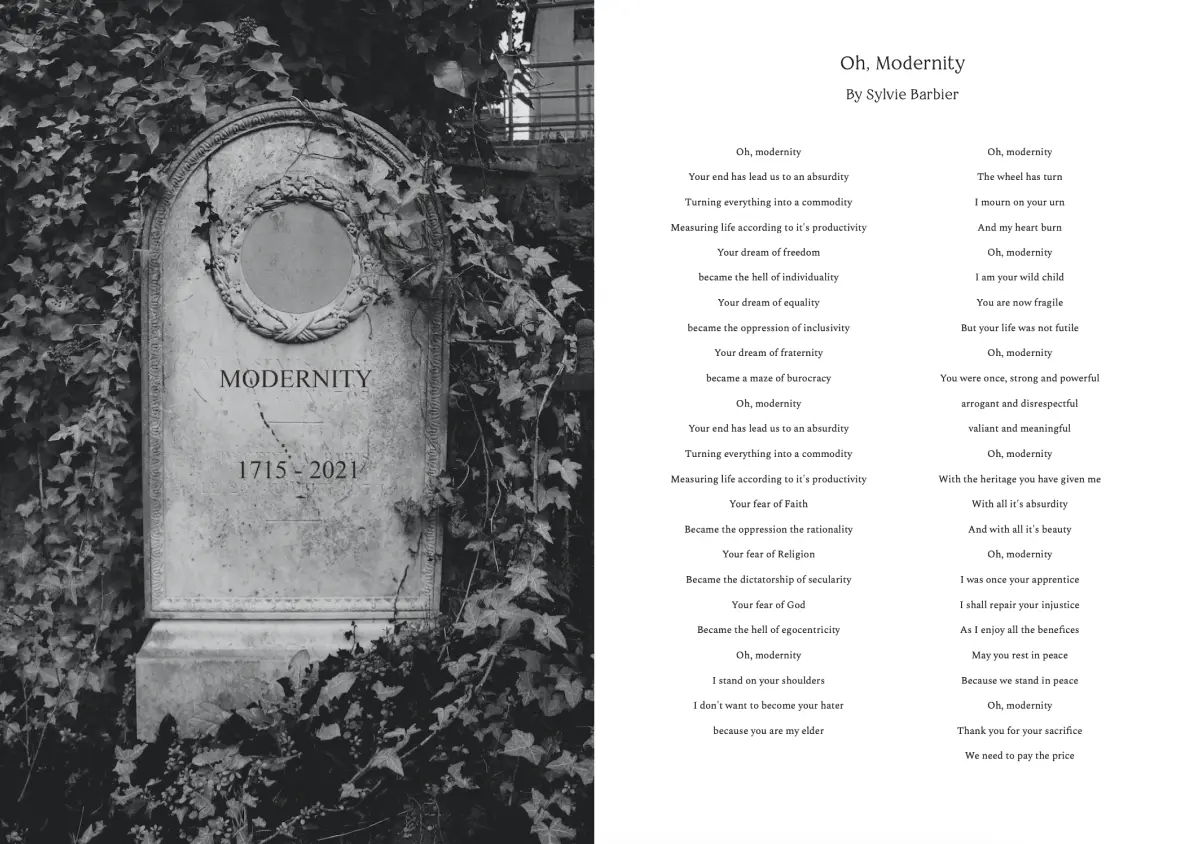 MODERNITY
1715 - 2021
Oh, Modernity
By Sylvie Barbier
Oh, modernity
Your end has lead us to an absurdity
Turning everything into a commodity
Measuring life according to it's productivity
Your dream of freedom
became the hell of individuality
Your dream of equality
became the oppression of inclusivity
Your dream of fraternity
became a maze of burocracy
Oh, modernity
Your end has lead us to an absurdity
Turning everything into a commodity
Measuring life according to it's productivity
Your fear of Faith
Became the oppression the rationality
Your fear of Religion
Became the dictatorship of secularity
Your fear of God
Became the hell of egocentricity
Oh, modernity
I stand on your shoulders
I don't want to become your hater
because you are my elder
Oh, modernity
The wheel has turn
I mourn on your urn
And my heart burn
Oh, modernity
I am your wild child
You are now fragile
But your life was not futile
Oh, modernity
You were once, strong and powerful
arrogant and disrespectful
valiant and meaningful
Oh, modernity
With the heritage you have given me
With all it's absurdity
And with all it's beauty
Oh, modernity
I was once your apprentice
I shall repair your injustice
As I enjoy all the benefices
May you rest in peace
Because we stand in peace
Oh, modernity
Thank you for your sacrifice
We need to pay the price